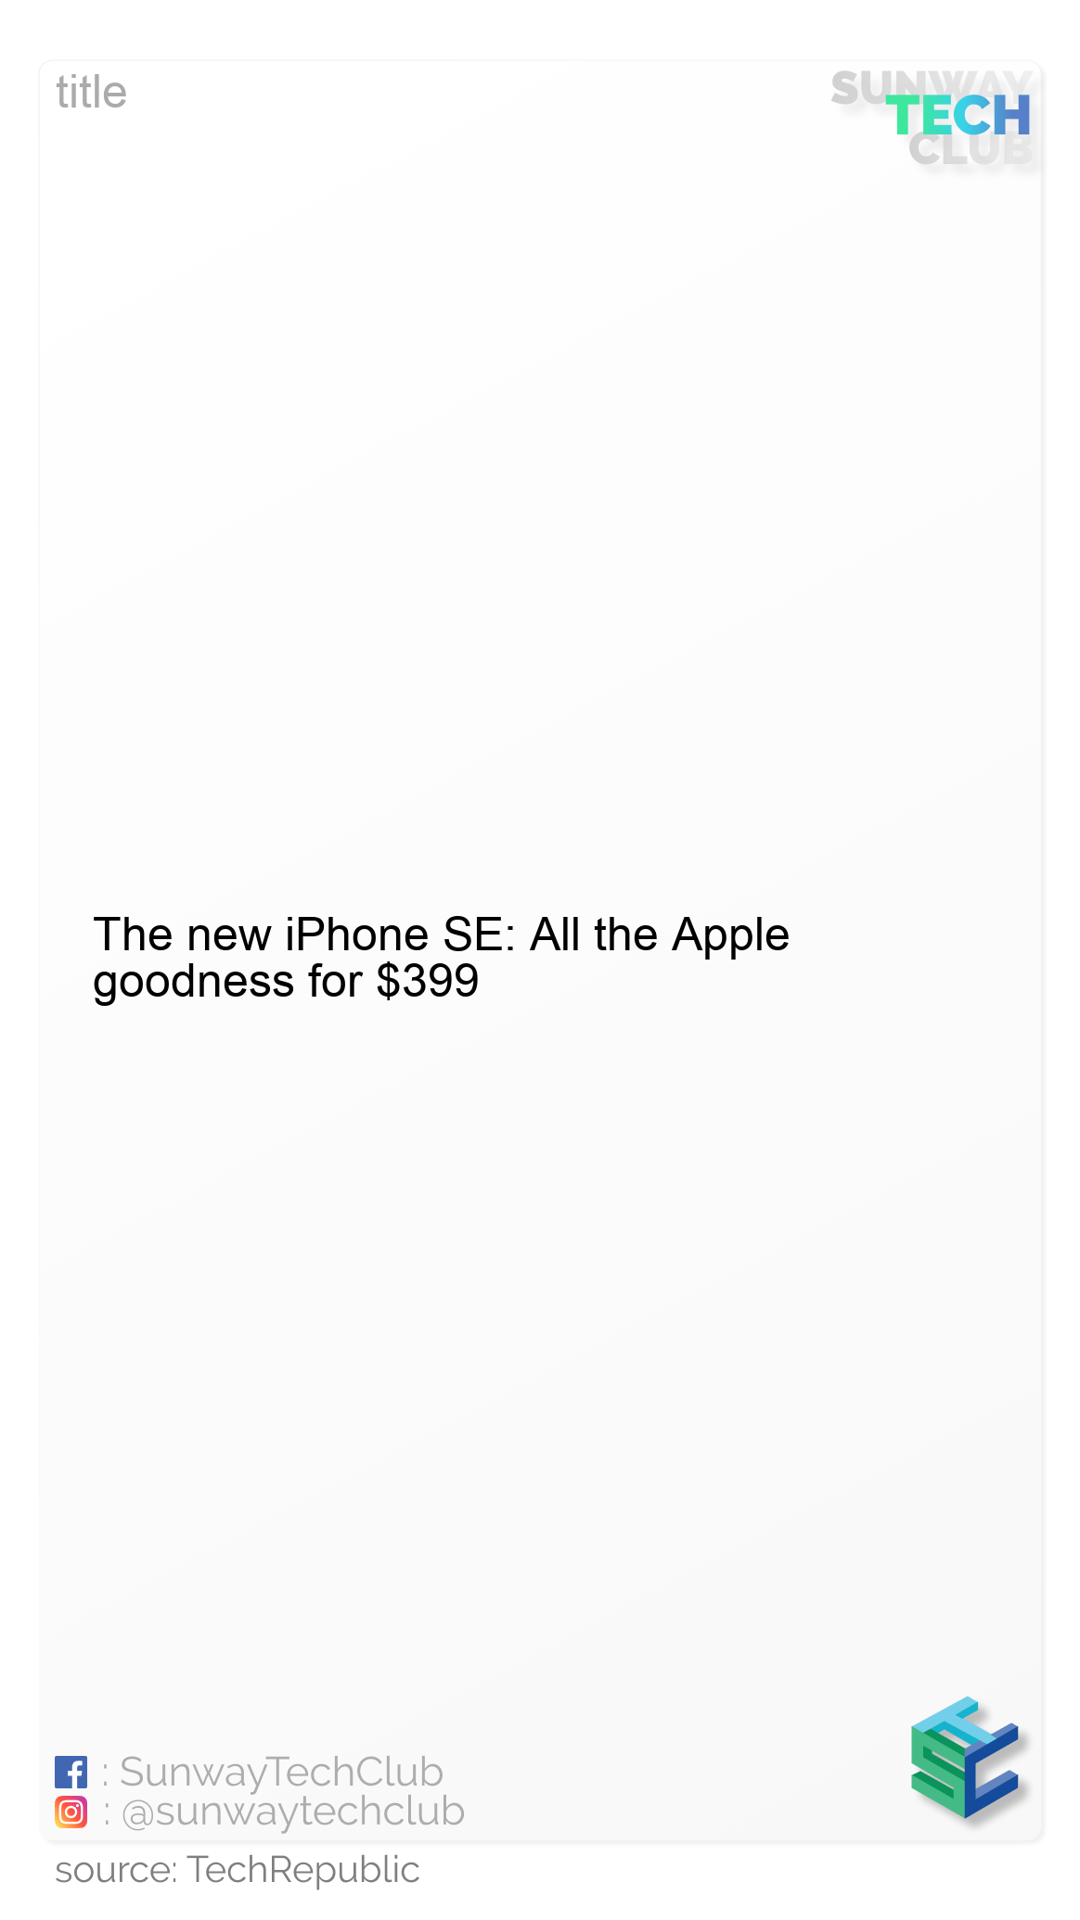 title
SUNWAY
TECH
CLUB
The new iPhone SE: All the Apple
goodness for $399
: SunwayTechClub
: @sunwaytechclub
source: TechRepublic